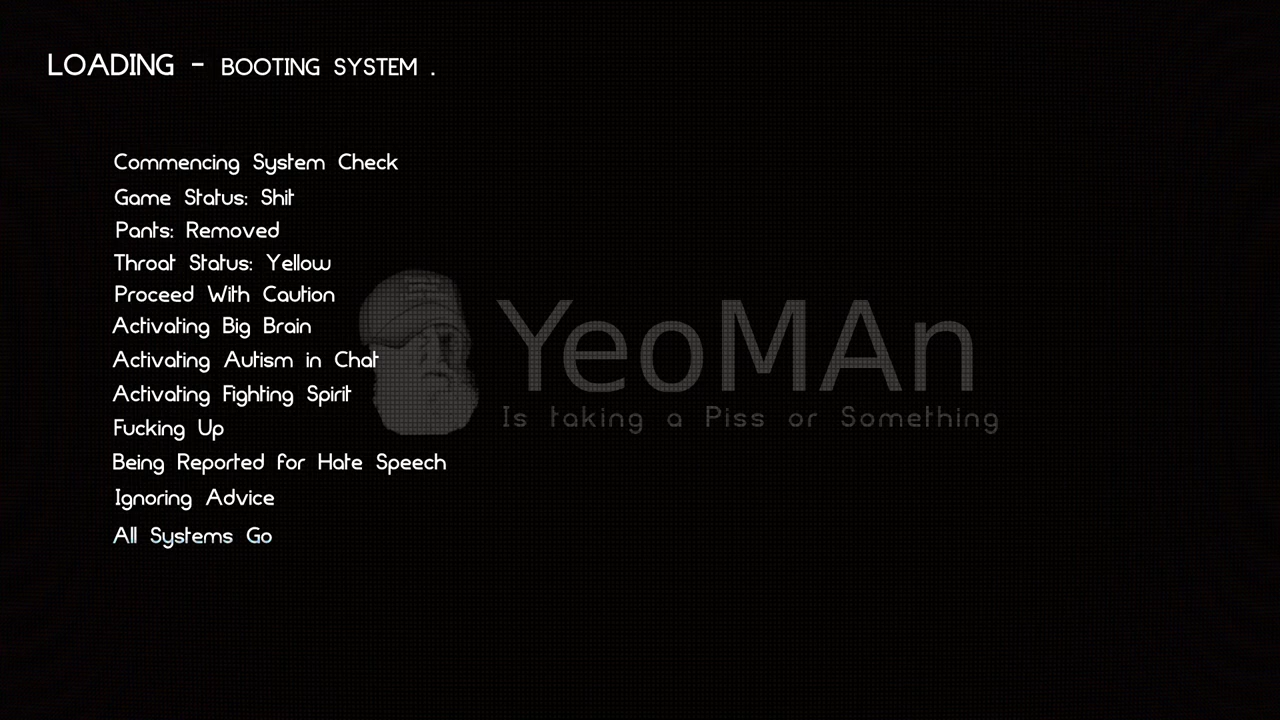 LOADING - BOOTING SYSTEM .
Commencing System Check
Game Status: Shit
Pants: Removed
Throat Status: Yellow
Proceed With Caution
Activating Big Brain
Activating Autism in Chat
Activating Fighting Spirit
Fucking Up
Being Reported for Hate Speech
Ignoring Advice
All Systems Go
YeoMAn
Is taking a Piss or Something